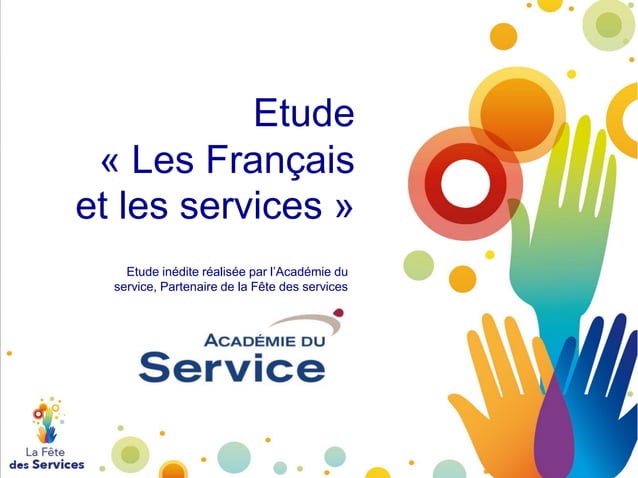 Etude
« Les Français
et les services »
Etude inédite réalisée par l’Académie du
service, Partenaire de la Fête des services
ACADÉMIE DU
Service
La Fête
des Services